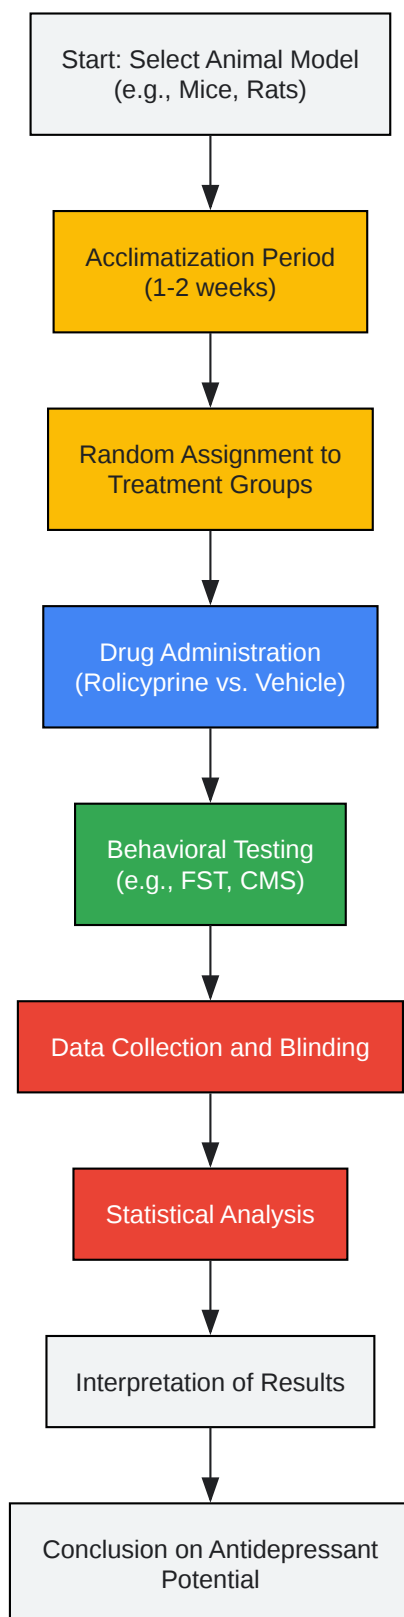 Start: Select Animal Model
(e.g., Mice, Rats)
Acclimatization Period
(1-2 weeks)
Random Assignment to
Treatment Groups
Drug Administration
(Rolicyprine vs. Vehicle)
Behavioral Testing
(e.g., FST, CMS)
Data Collection and Blinding
Statistical Analysis
Interpretation of Results
Conclusion on Antidepressant
Potential